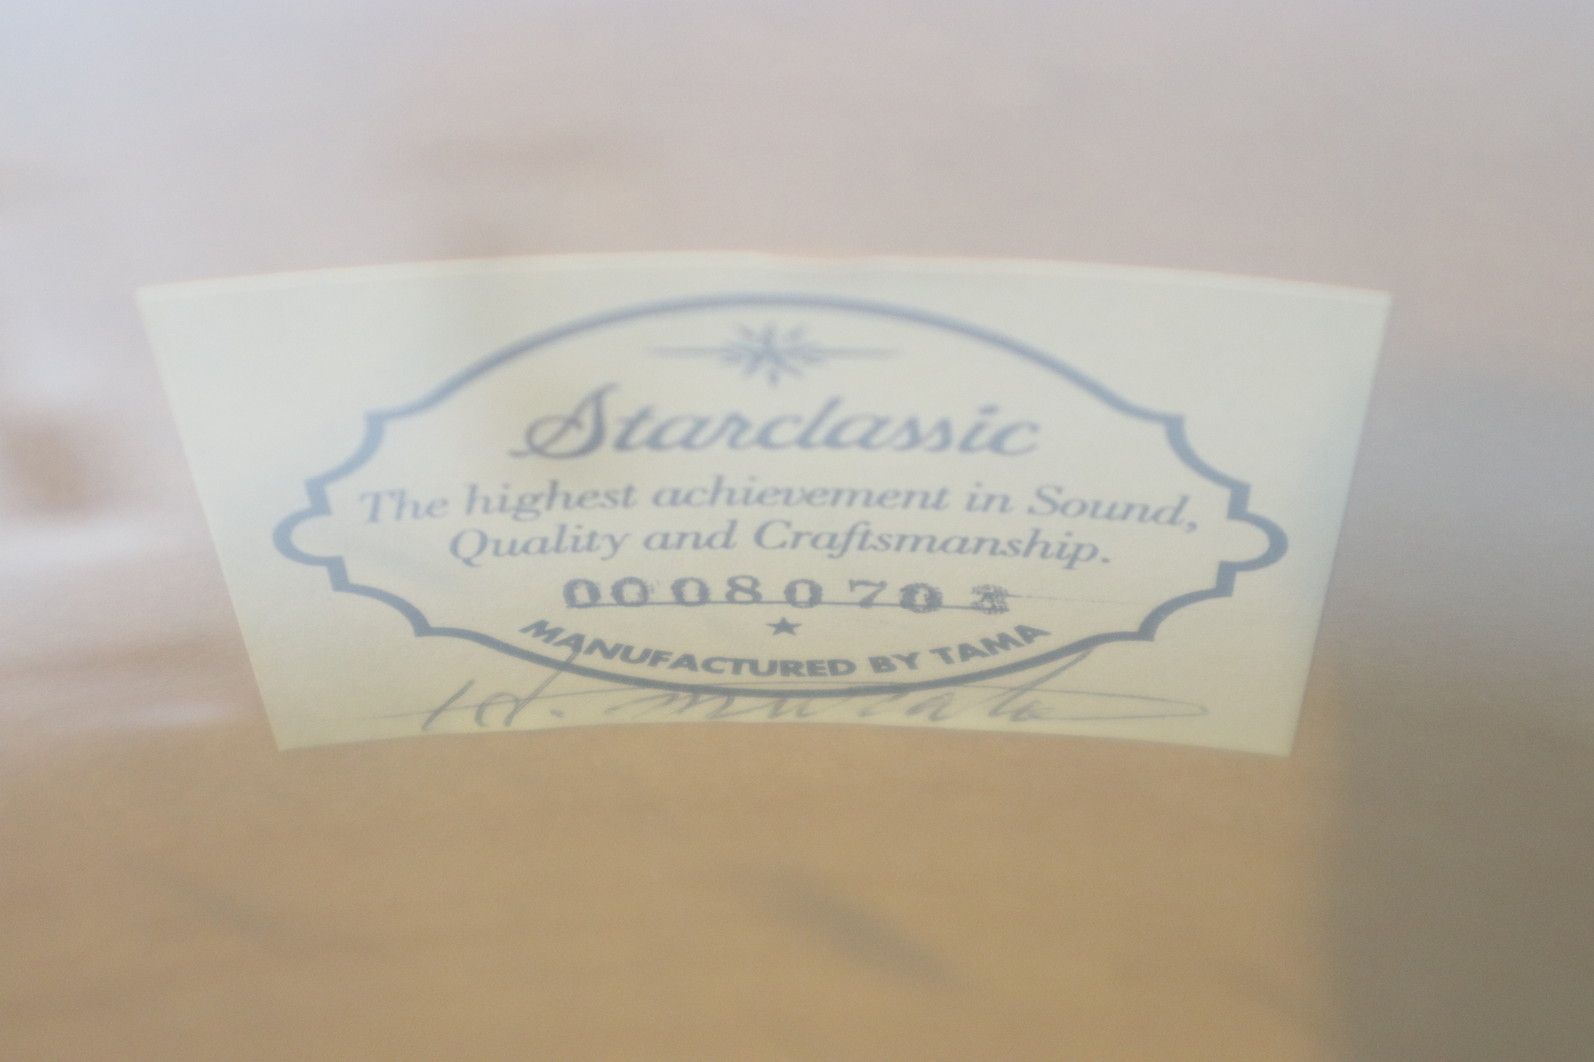 Starclassic
The highest achievement in Sound,
Quality and Craftsmanship.
MANUFACTURED BY TAMA